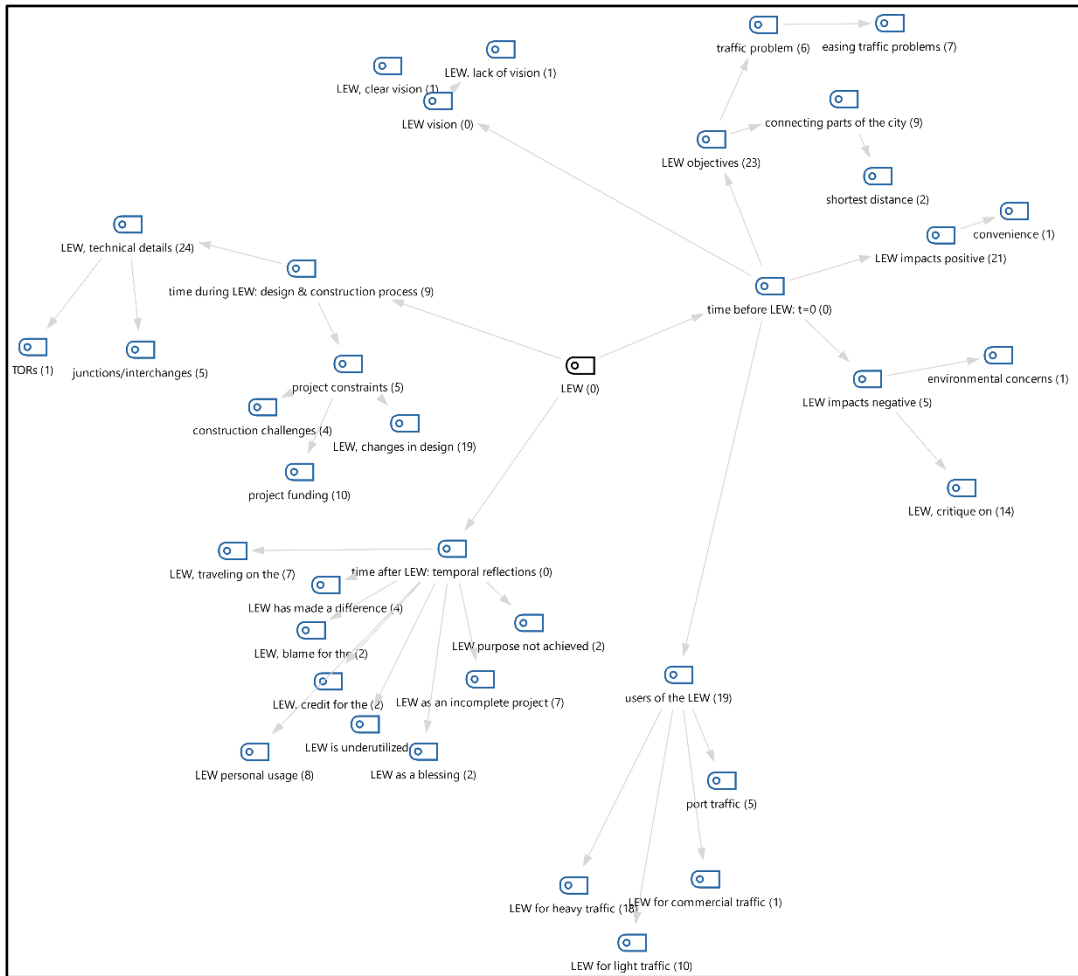 traffic problem (6)
easing traffic problems (7)
LEW, lack of vision (1)
LEW, clear vision (1)
LEW vision (0)
connecting parts of the city (9)
LEW objectives (23)
shortest distance (2)
convenience (1)
LEW, technical details (24)
LEW impacts positive (21)
time during LEW: design & construction process (9)
time before LEW: t=0 (0)
TORs (1)
junctions/interchanges (5)
environmental concerns (1)
project constraints (5)
LEW (0)
LEW impacts negative (5)
construction challenges (4)
LEW, changes in design (19)
project funding (10)
LEW, critique on (14)
LEW, traveling on the (7)
time after LEW: temporal reflections (0)
LEW has made a difference (4)
LEW purpose not achieved (2)
LEW, blame for the (2)
LEW, credit for the (2)
LEW as an incomplete project (7)
users of the LEW (19)
LEW is underutilized
LEW personal usage (8)
LEW as a blessing (2)
port traffic (5)
LEW for heavy traffic (18)
LEW for commercial traffic (1)
LEW for light traffic (10)